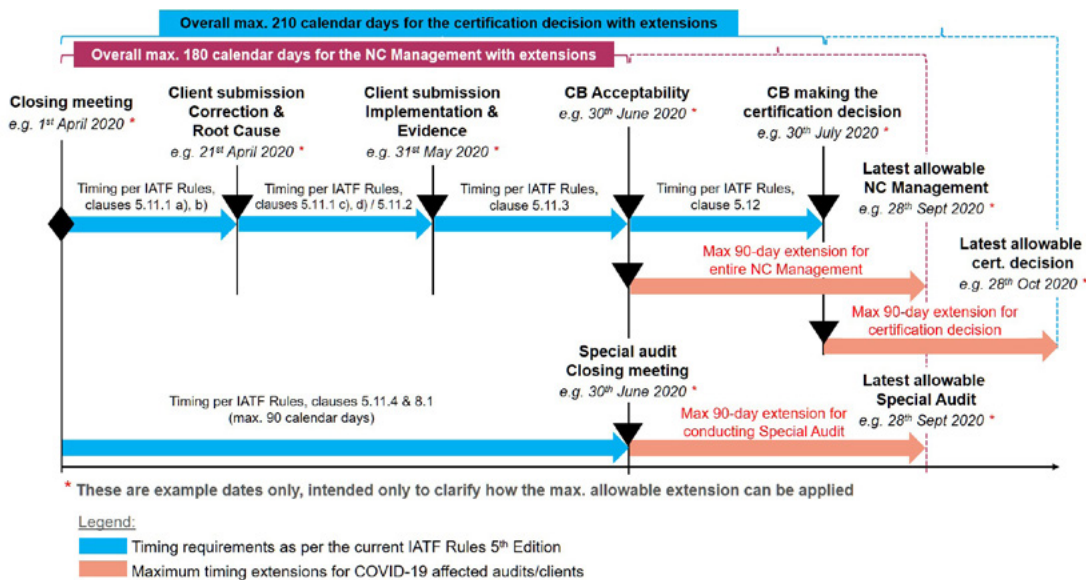 Overall max. 210 calendar days for the certification decision with extensions
Overall max. 180 calendar days for the NC Management with extensions
Closing meeting
e.g. 1st April 2020 *
Client submission
Correction &
Root Cause
e.g. 21st April 2020 *
Client submission
Implementation &
Evidence
e.g. 31st May 2020 *
CB Acceptability
e.g. 30th June 2020 *
CB making the
certification decision
e.g. 30th July 2020 *
Latest allowable
NC Management
e.g. 28th Sept 2020 *
Latest allowable
cert. decision
e.g. 28th Oct 2020 *
Timing per IATF Rules,
clauses 5.11.1 a), b)
Timing per IATF Rules,
clauses 5.11.1 c), d) / 5.11.2
Timing per IATF Rules,
clause 5.11.3
Timing per IATF Rules,
clause 5.12
Max 90-day extension for
entire NC Management
Max 90-day extension for
certification decision
Special audit
Closing meeting
e.g. 30th June 2020 *
Latest allowable
Special Audit
e.g. 28th Sept 2020 *
Timing per IATF Rules, clauses 5.11.4 & 8.1
(max. 90 calendar days)
Max 90-day extension for
conducting Special Audit
* These are example dates only, intended only to clarify how the max. allowable extension can be applied
Legend:
Timing requirements as per the current IATF Rules 5th Edition
Maximum timing extensions for COVID-19 affected audits/clients